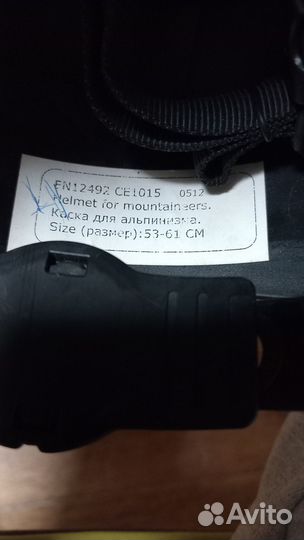 EN12492 CE1015 0512
Helmet for mountaineers.
Каска для альпинизма.
Size (размер):53-61 CM
Avito